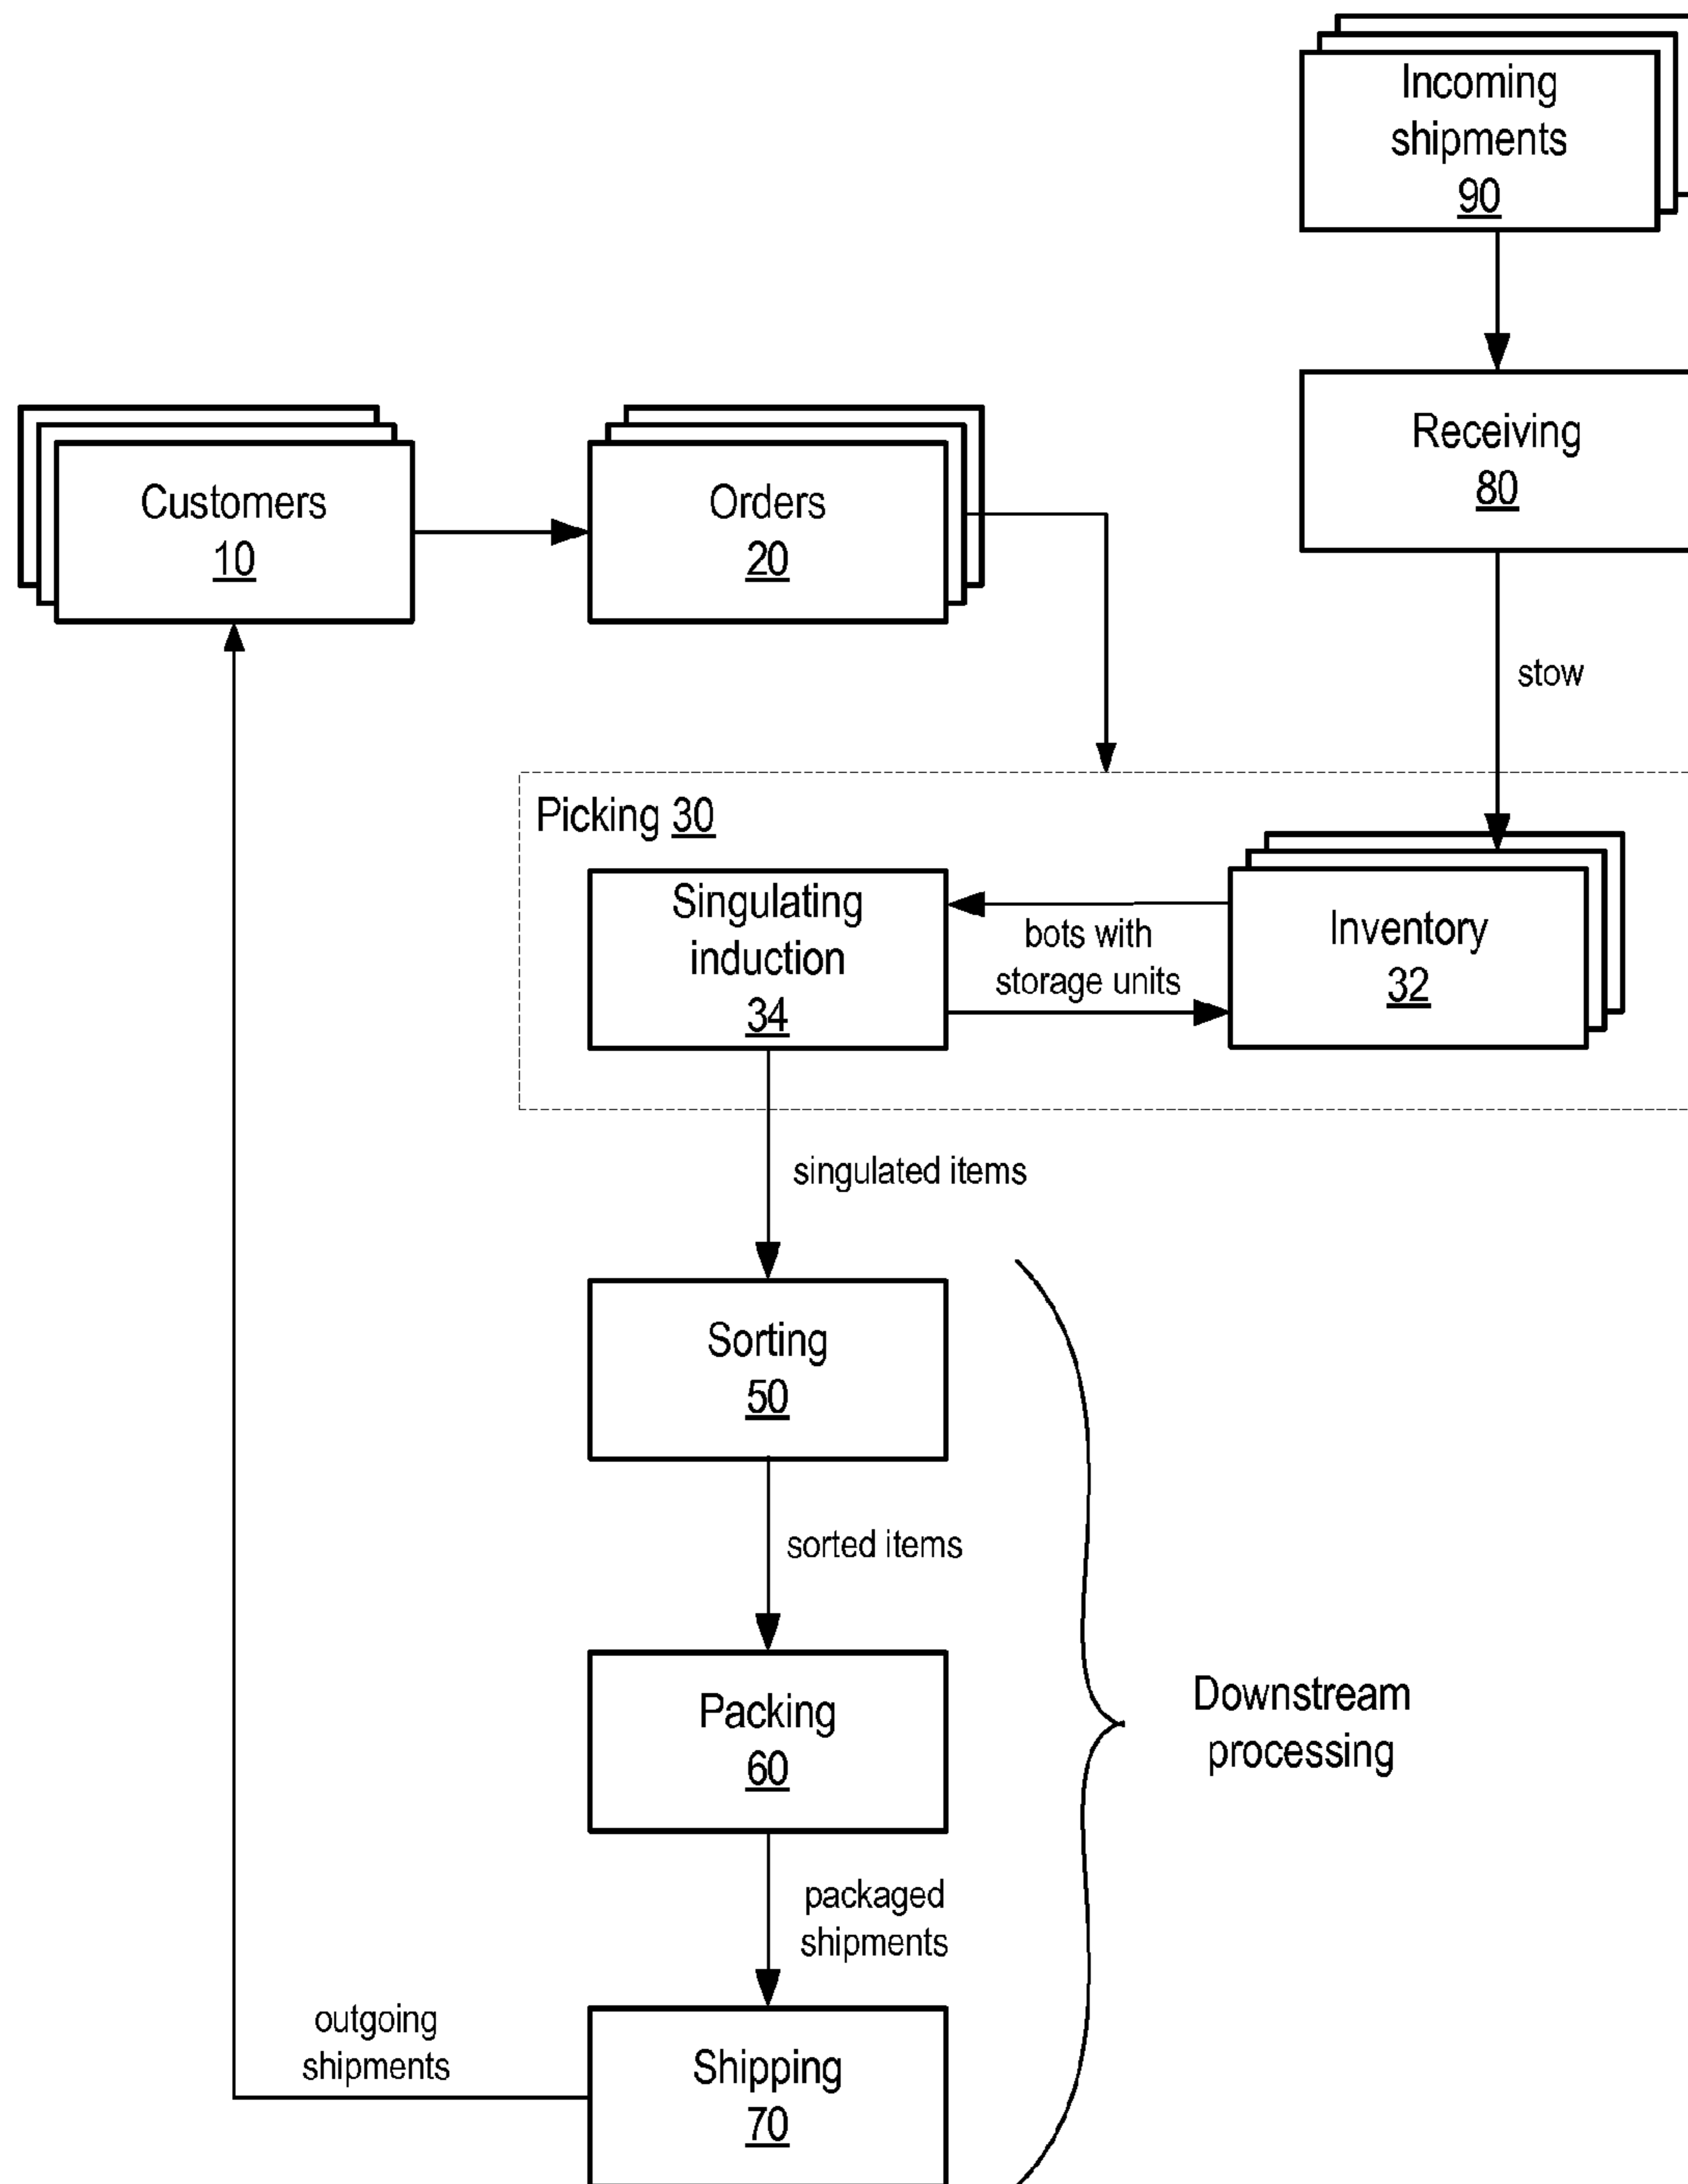 Incoming
shipments
90
Receiving
80
Customers
10
Orders
20
stow
Picking 30
Singulating
induction
34
bots with
storage units
Inventory
32
singulated items
Sorting
50
sorted items
Packing
60
Downstream
processing
packaged
shipments
outgoing
shipments
Shipping
70